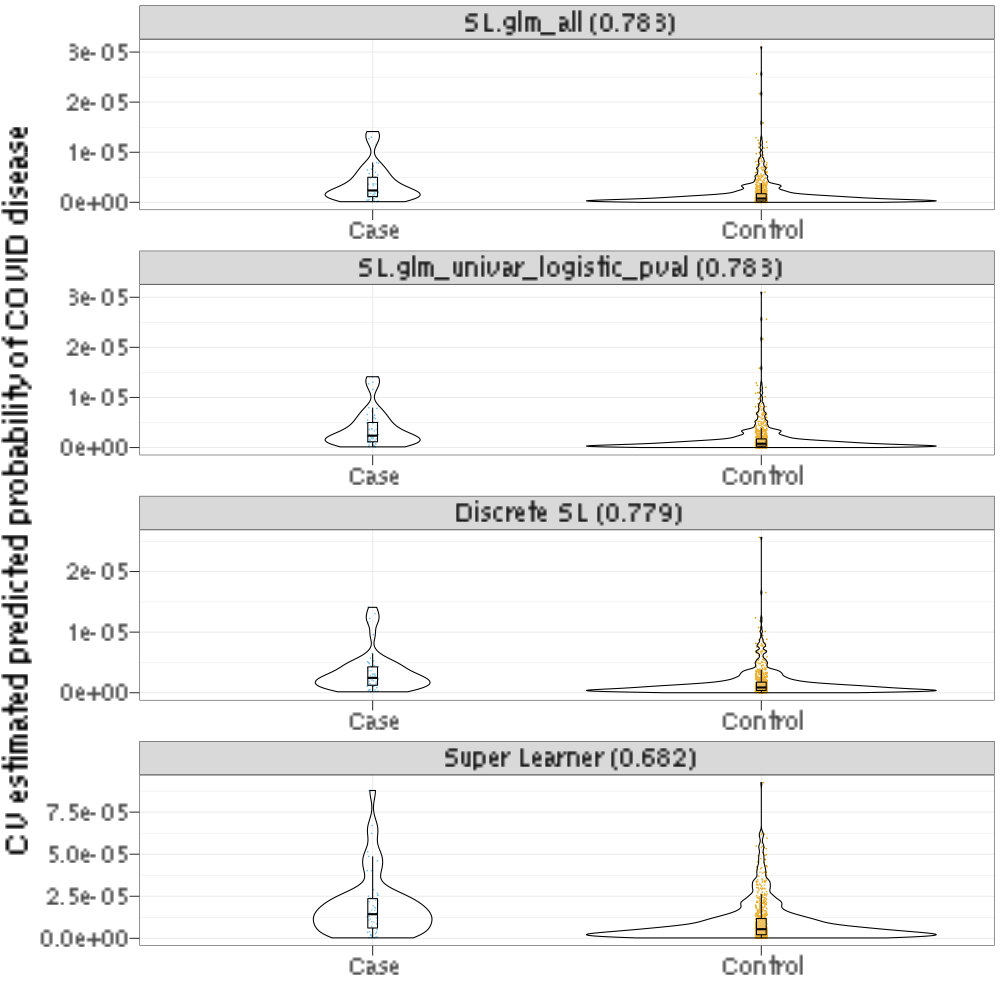 CV estimated predicted probability of COVID disease
SL.glm_all (0.783)
3e-05
2e-05
1e-05
0e+00
Case Control
SL.glm_univar_logistic_pval (0.783)
3e-05
2e-05
1e-05
0e+00
Case Control
Discrete SL (0.779)
2e-05
1e-05
0e+00
Case Control
Super Learner (0.682)
7.5e-05
5.0e-05
2.5e-05
0.0e+00
Case Control